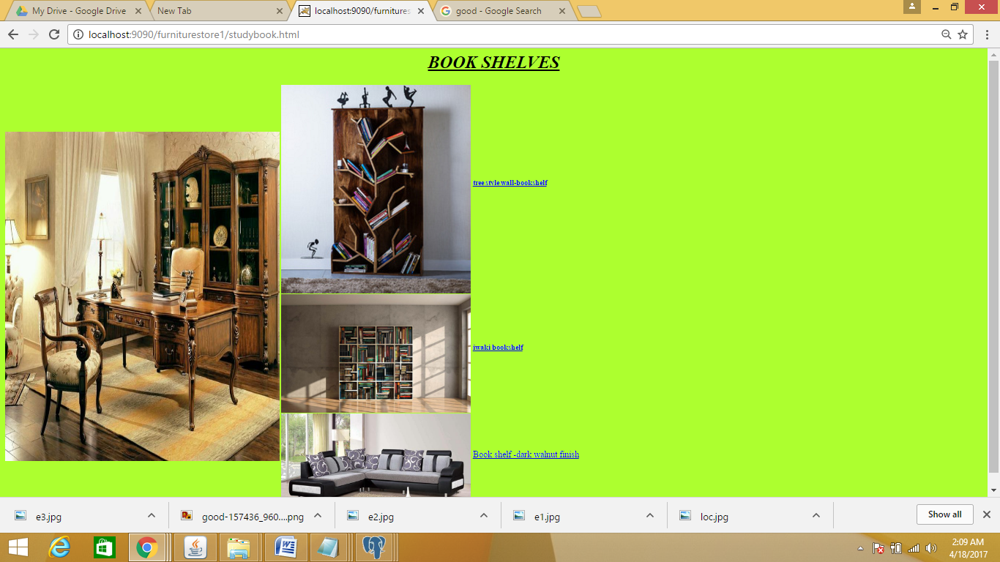 My Drive - Google Drive
New Tab
localhost:9090/furnitures
good - Google Search
localhost:9090/furniturestore1/studybook.html
BOOK SHELVES
tree style wall-bookshelf
iwaki bookshelf
Book shelf -dark walnut finish
e3.jpg
good-157436_960....png
e2.jpg
e1.jpg
loc.jpg
Show all
2:09 AM
4/18/2017